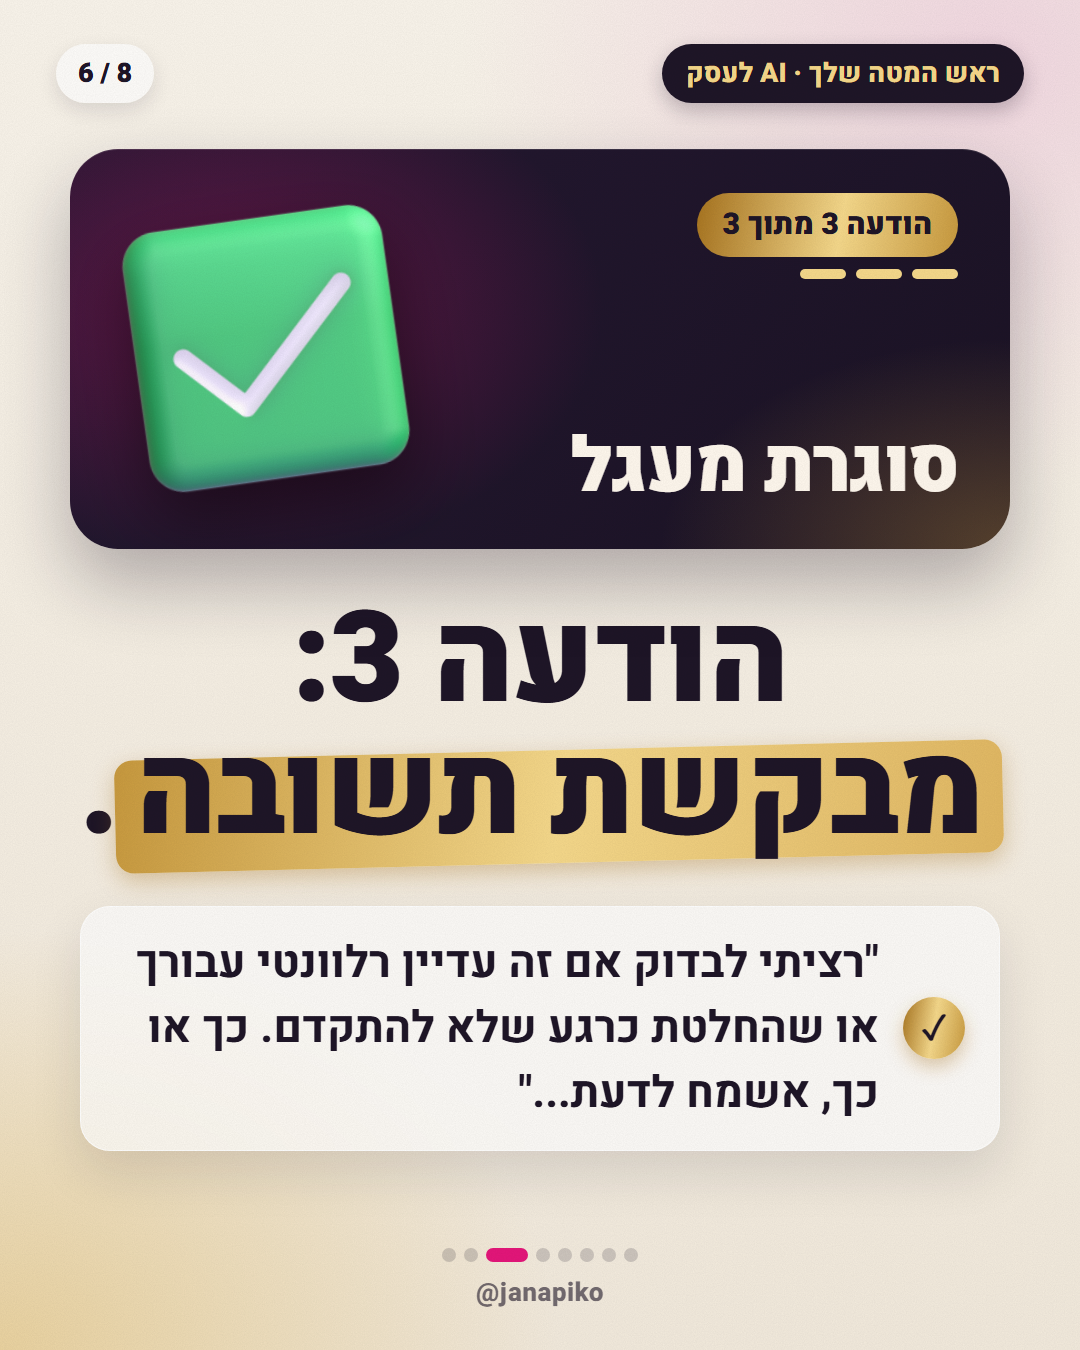 ראש המטה שלך · AI לעסק
6 / 8
הודעה 3 מתוך 3
סוגרת מעגל
הודעה 3:
מבקשת תשובה.
"רציתי לבדוק אם זה עדיין רלוונטי עבורך
או שהחלטת כרגע שלא להתקדם. כך או
כך, אשמח לדעת..."
@janapiko